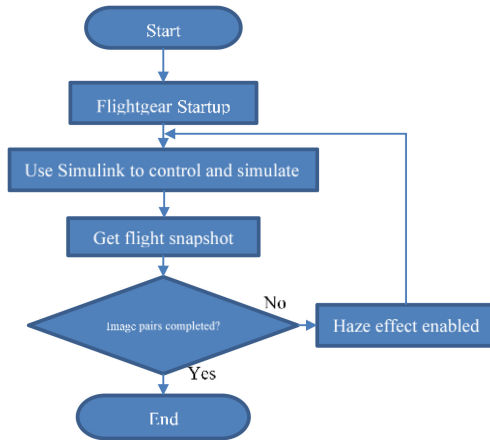 Start
Flightgear Startup
Use Simulink to control and simulate
Get flight snapshot
Image pairs completed?
No
Haze effect enabled
Yes
End